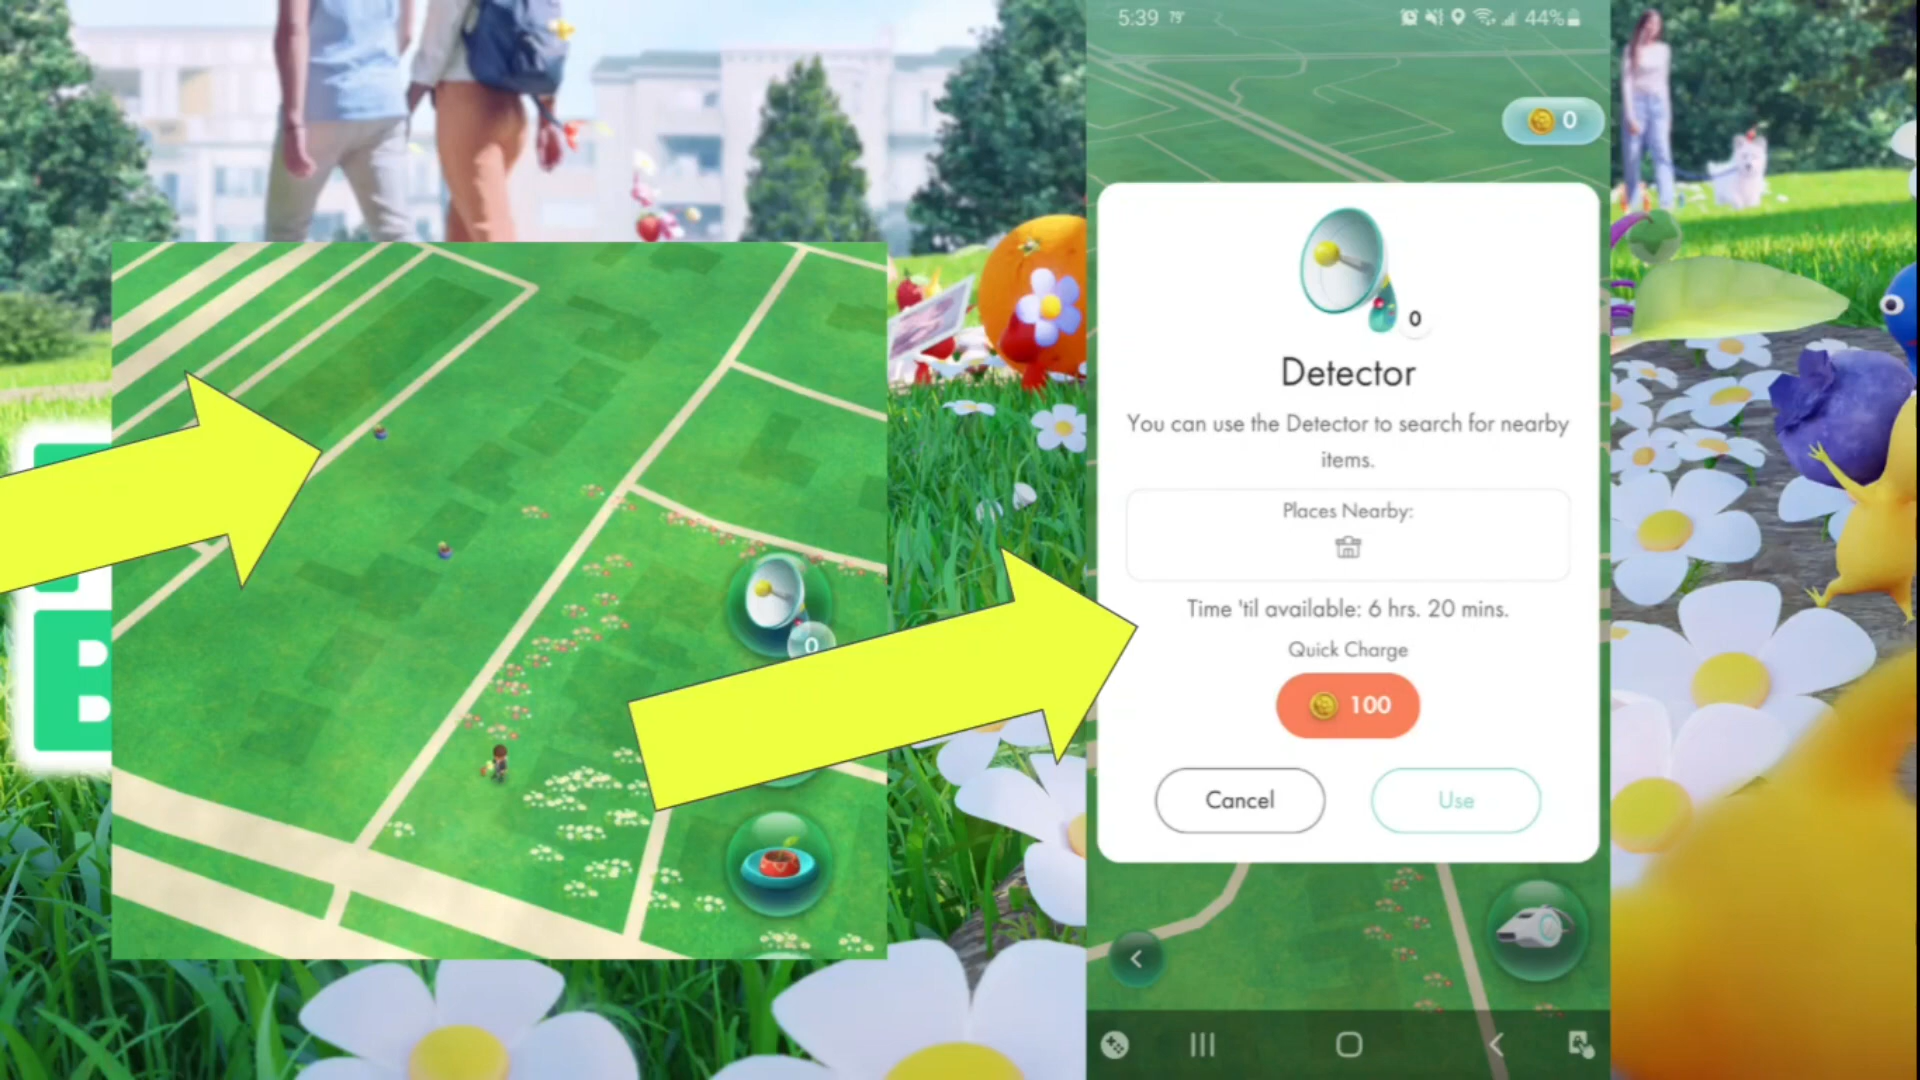 B
0
5:39 79°
44%
0
0
Detector
You can use the Detector to search for nearby
items.
Places Nearby:
Time 'til available: 6 hrs. 20 mins.
Quick Charge
100
Cancel
Use